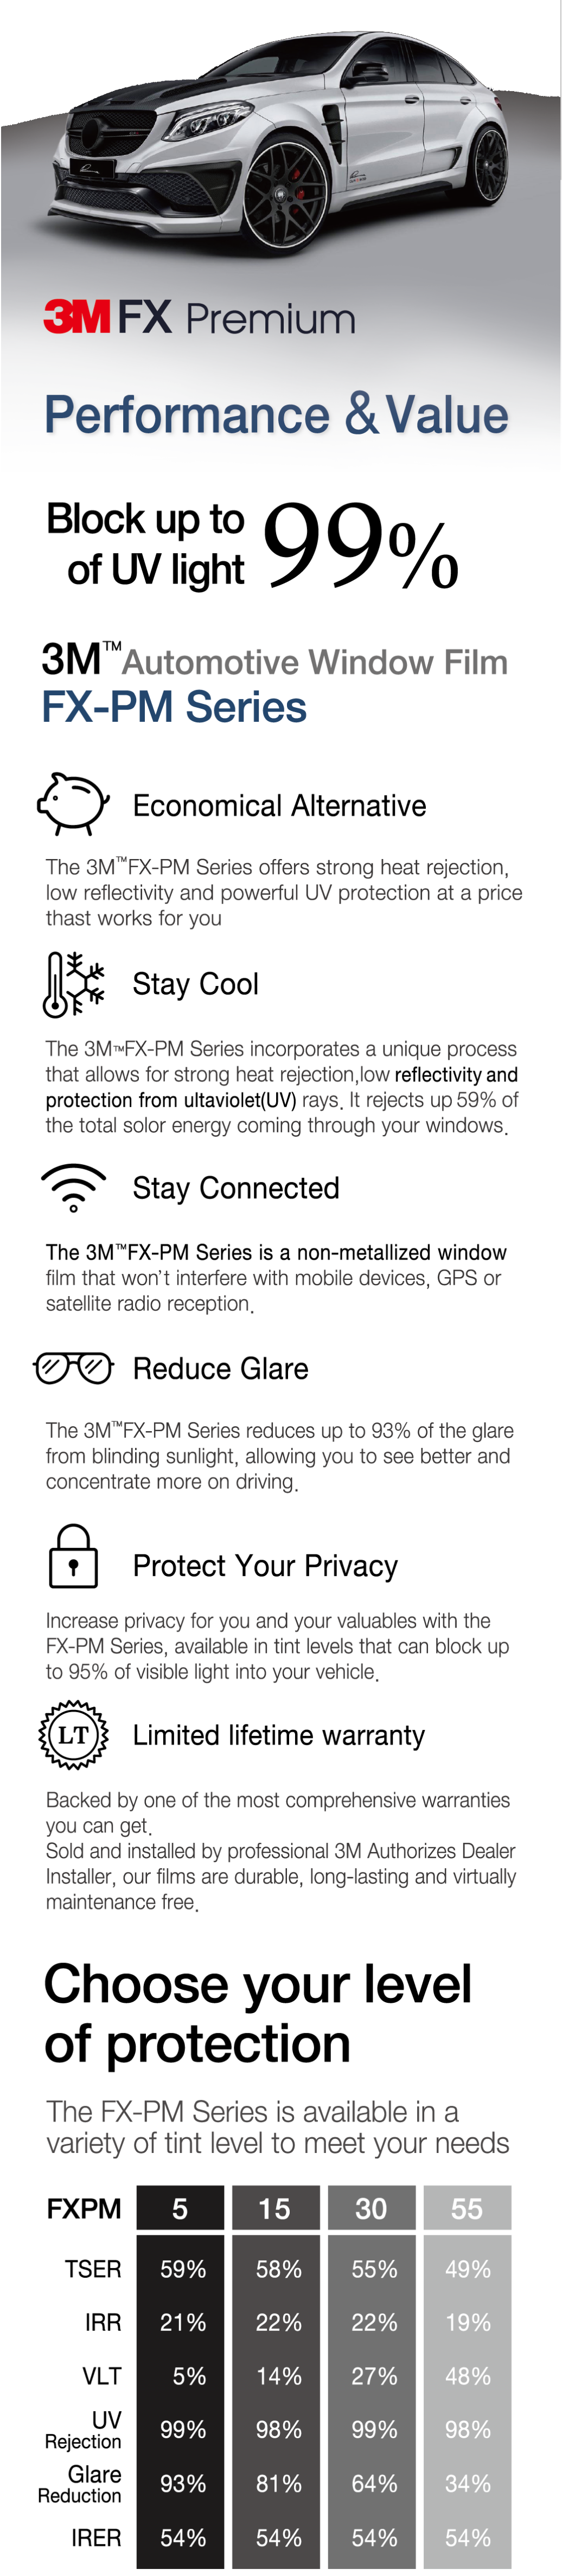 3M FX Premium
Performance & Value
Block up to
of UV light
99%
3M™ Automotive Window Film
FX-PM Series
Economical Alternative
The 3M™FX-PM Series offers strong heat rejection,
low reflectivity and powerful UV protection at a price
thast works for you
Stay Cool
The 3M™FX-PM Series incorporates a unique process
that allows for strong heat rejection,low reflectivity and
protection from ultaviolet(UV) rays. It rejects up 59% of
the total solor energy coming through your windows.
Stay Connected
The 3M™FX-PM Series is a non-metallized window
film that won't interfere with mobile devices, GPS or
satellite radio reception.
Reduce Glare
The 3M™FX-PM Series reduces up to 93% of the glare
from blinding sunlight, allowing you to see better and
concentrate more on driving.
Protect Your Privacy
Increase privacy for you and your valuables with the
FX-PM Series, available in tint levels that can block up
to 95% of visible light into your vehicle.
LT
Limited lifetime warranty
Backed by one of the most comprehensive warranties
you can get.
Sold and installed by professional 3M Authorizes Dealer
Installer, our films are durable, long-lasting and virtually
maintenance free.
Choose your level
of protection
The FX-PM Series is available in a
variety of tint level to meet your needs
FXPM 5 15 30 55
TSER 59% 58% 55% 49%
IRR 21% 22% 22% 19%
VLT 5% 14% 27% 48%
UV
Rejection 99% 98% 99% 98%
Glare
Reduction 93% 81% 64% 34%
IRER 54% 54% 54% 54%